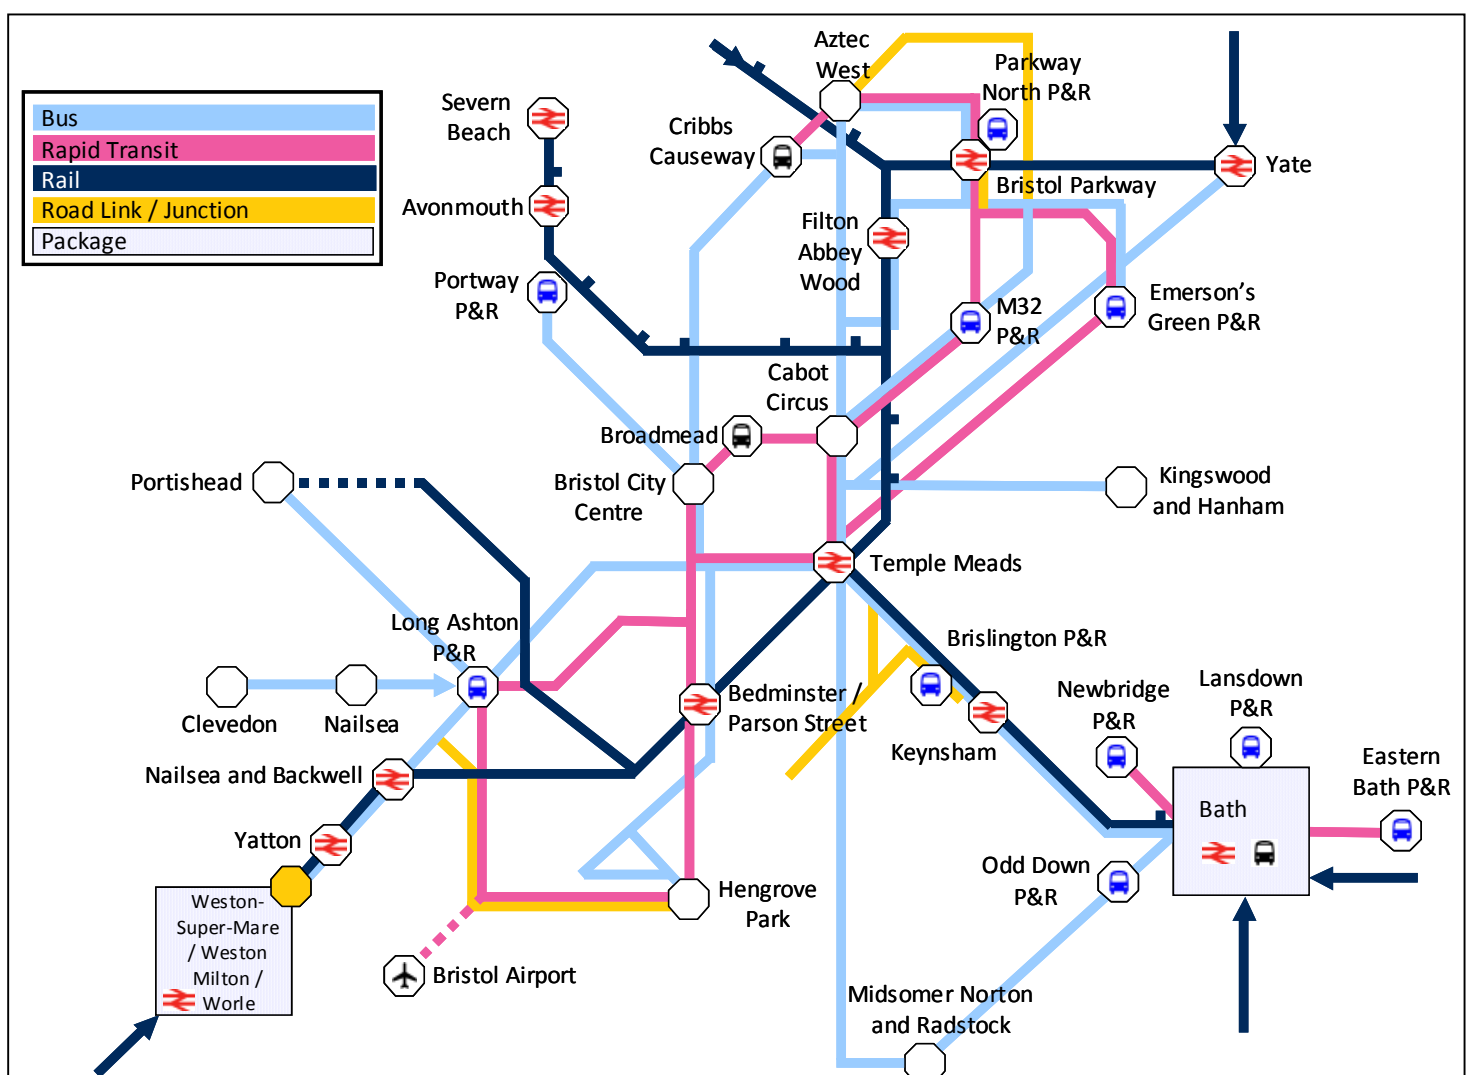 Bus
Rapid Transit
Rail
Road Link / Junction
Package
Aztec
West
Parkway
North P&R
Severn
Beach
Cribbs
Causeway
Yate
Bristol Parkway
Avonmouth
Filton
Abbey
Wood
Portway
P&R
M32
P&R
Emerson’s
Green P&R
Cabot
Circus
Broadmead
Portishead
Bristol City
Centre
Kingswood
and Hanham
Temple Meads
Long Ashton
P&R
Brislington P&R
Clevedon
Nailsea
Bedminster /
Parson Street
Keynsham
Newbridge
P&R
Lansdown
P&R
Eastern
Bath P&R
Nailsea and Backwell
Bath
Yatton
Odd Down
P&R
Hengrove
Park
Weston-
Super-Mare
/ Weston
Milton /
Worle
Bristol Airport
Midsomer Norton
and Radstock